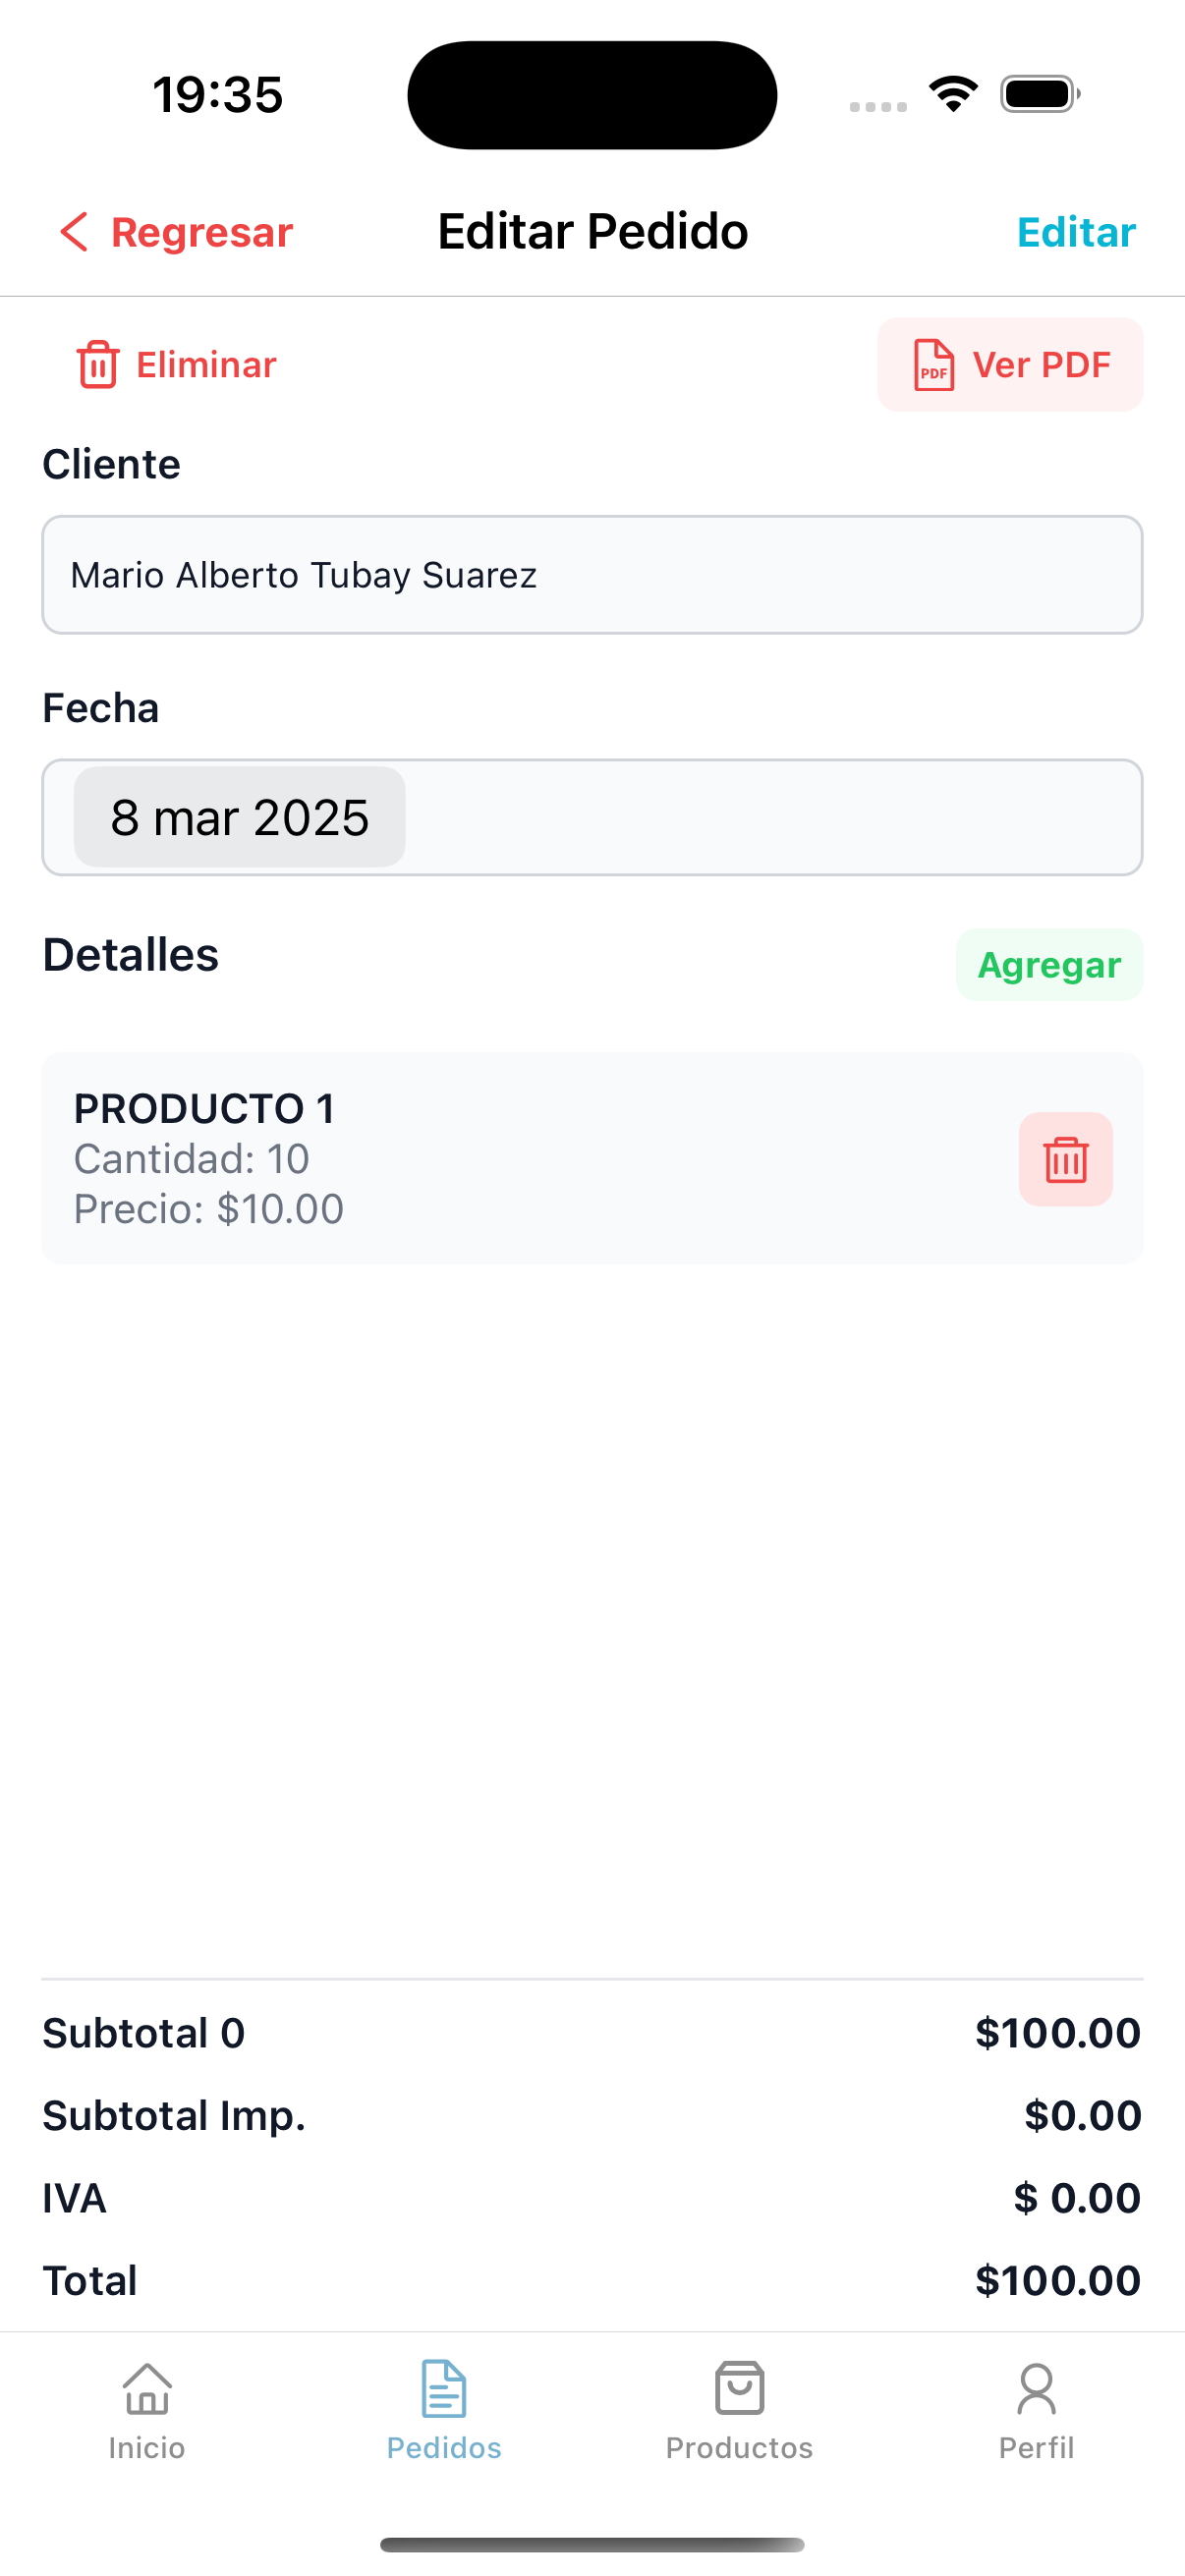 19:35
Regresar
Editar Pedido
Editar
Eliminar
PDF
Ver PDF
Cliente
Mario Alberto Tubay Suarez
Fecha
8 mar 2025
Detalles
Agregar
PRODUCTO 1
Cantidad: 10
Precio: $10.00
Subtotal 0 $100.00
Subtotal Imp. $0.00
IVA $ 0.00
Total $100.00
Inicio
Pedidos
Productos
Perfil